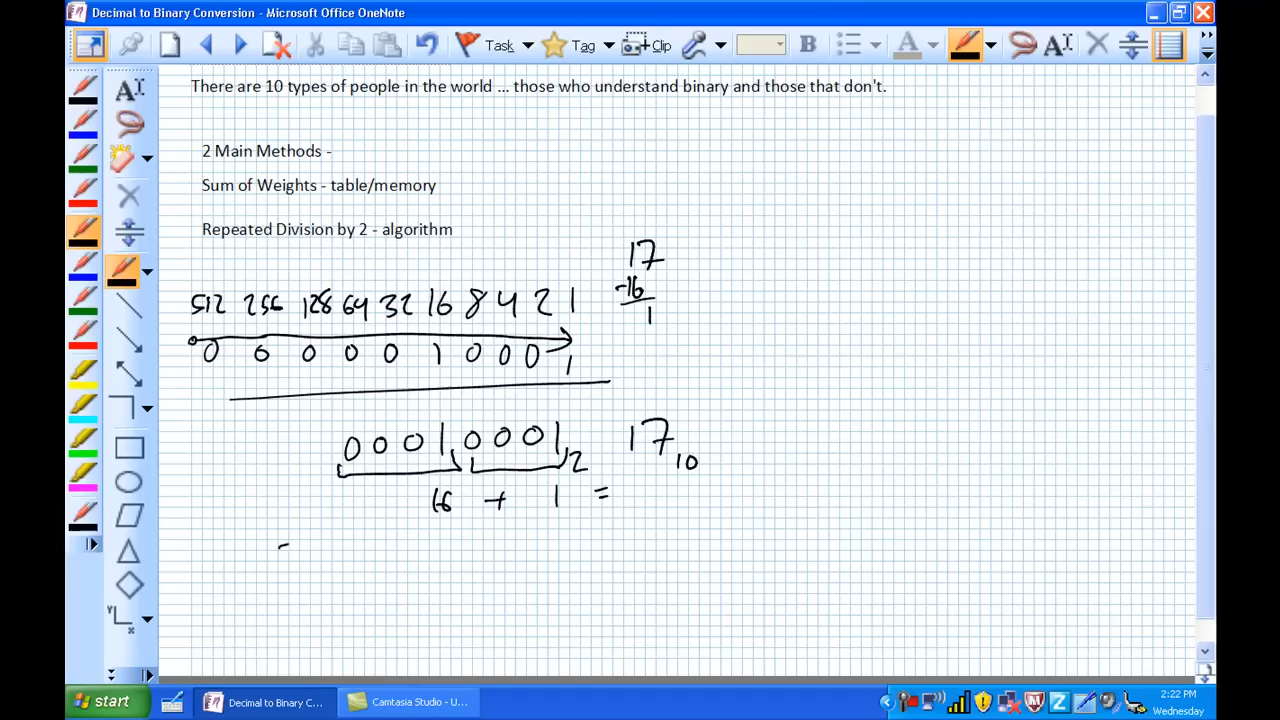 Decimal to Binary Conversion - Microsoft Office OneNote
Task Tag Clip B A A
There are 10 types of people in the world ... those who understand binary and those that don't.
2 Main Methods -
Sum of Weights - table/memory
Repeated Division by 2 - algorithm
17
-16
1
512 256 128 64 32 16 8 4 2 1
0 0 0 0 0 1 0 0 0 1
0001,0001 2 17 10
16 + 1 =
-
start Decimal to Binary C... Camtasia Studio - U... 2:22 PM
Wednesday